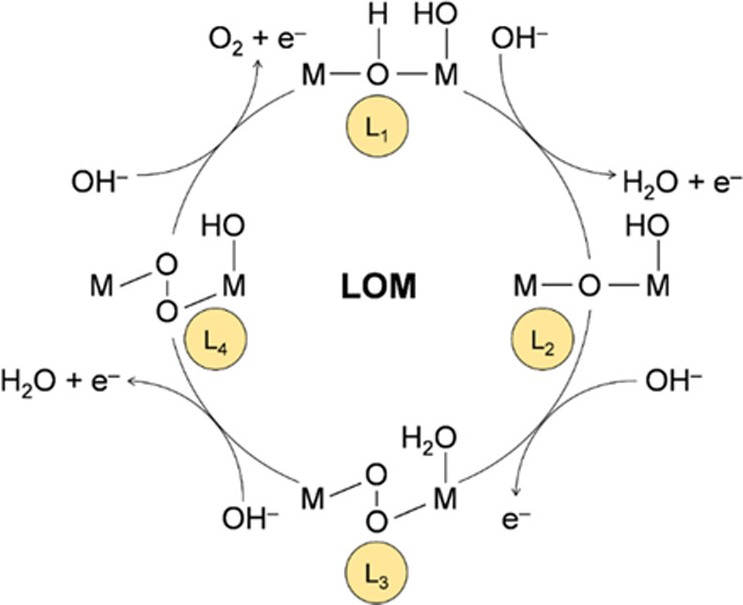 H HO
O₂ + e⁻ OH⁻
M—O—M
L₁
OH⁻ H₂O + e⁻
HO HO
O
M M LOM M—O—M
O
L₄ L₂
H₂O + e⁻ OH⁻
H₂O
O
M M
OH⁻ O e⁻
L₃